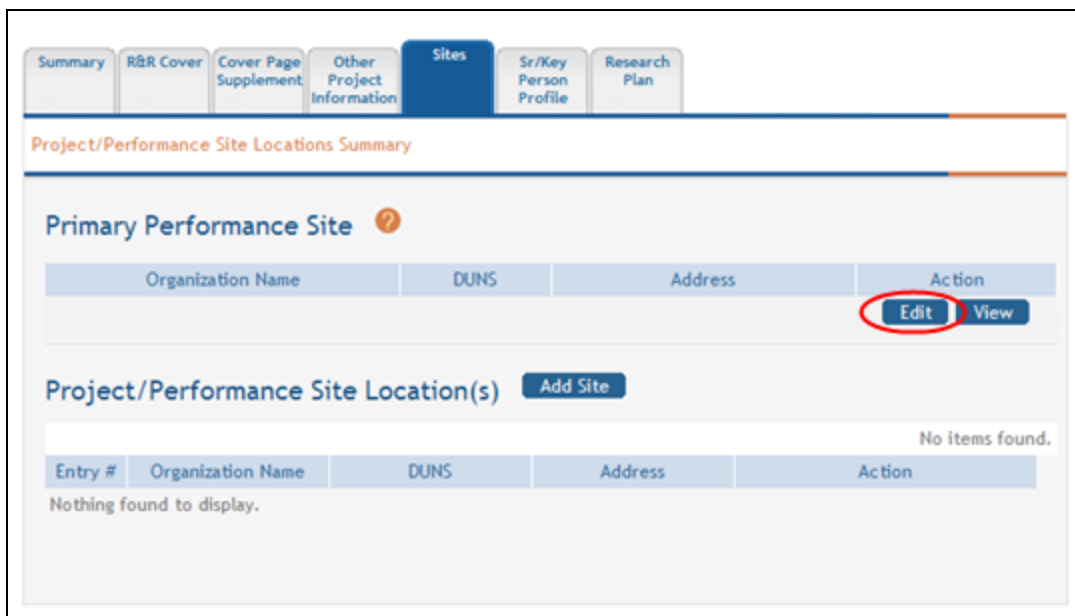 Summary
R&R Cover
Cover Page
Supplement
Other
Project
Information
Sites
Sr/Key
Person
Profile
Research
Plan
Project/Performance Site Locations Summary
Primary Performance Site ?
Organization Name DUNS Address Action
Edit View
Project/Performance Site Location(s) Add Site
No items found.
Entry # Organization Name DUNS Address Action
Nothing found to display.